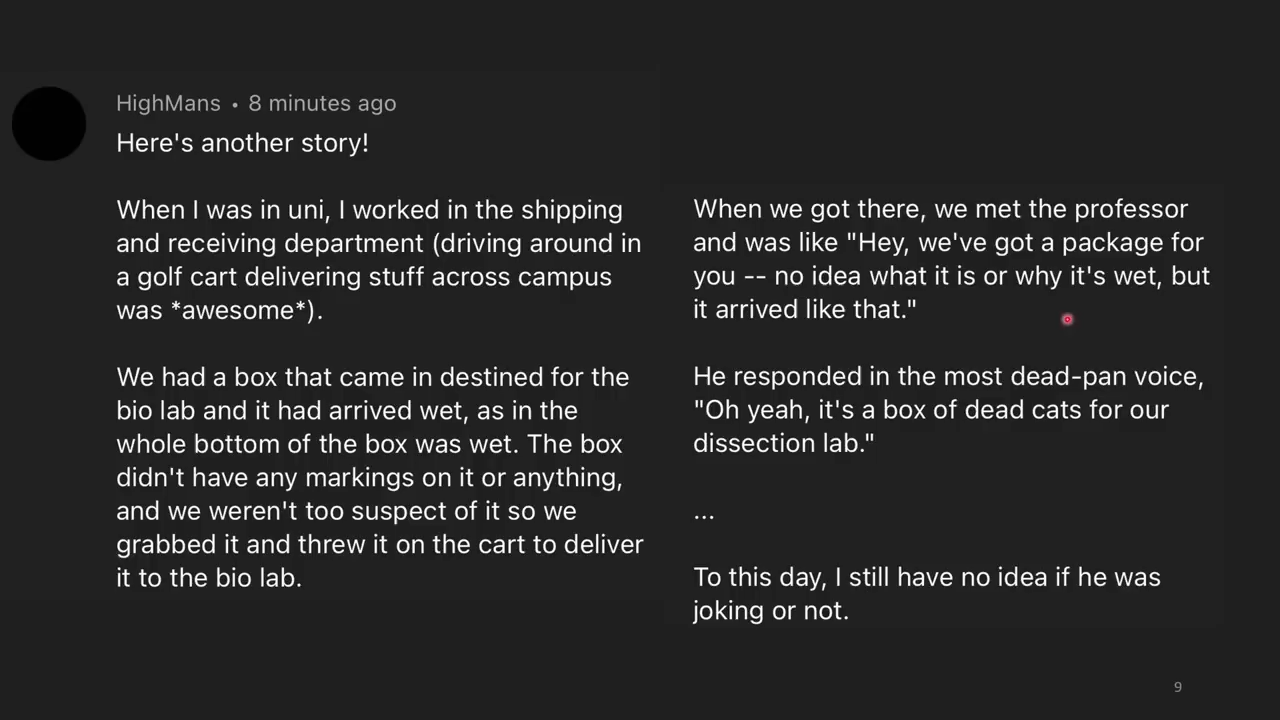 HighMans • 8 minutes ago
Here's another story!
When I was in uni, I worked in the shipping
and receiving department (driving around in
a golf cart delivering stuff across campus
was *awesome*).
We had a box that came in destined for the
bio lab and it had arrived wet, as in the
whole bottom of the box was wet. The box
didn't have any markings on it or anything,
and we weren't too suspect of it so we
grabbed it and threw it on the cart to deliver
it to the bio lab.
When we got there, we met the professor
and was like "Hey, we've got a package for
you -- no idea what it is or why it's wet, but
it arrived like that."
He responded in the most dead-pan voice,
"Oh yeah, it's a box of dead cats for our
dissection lab."
...
To this day, I still have no idea if he was
joking or not.
9